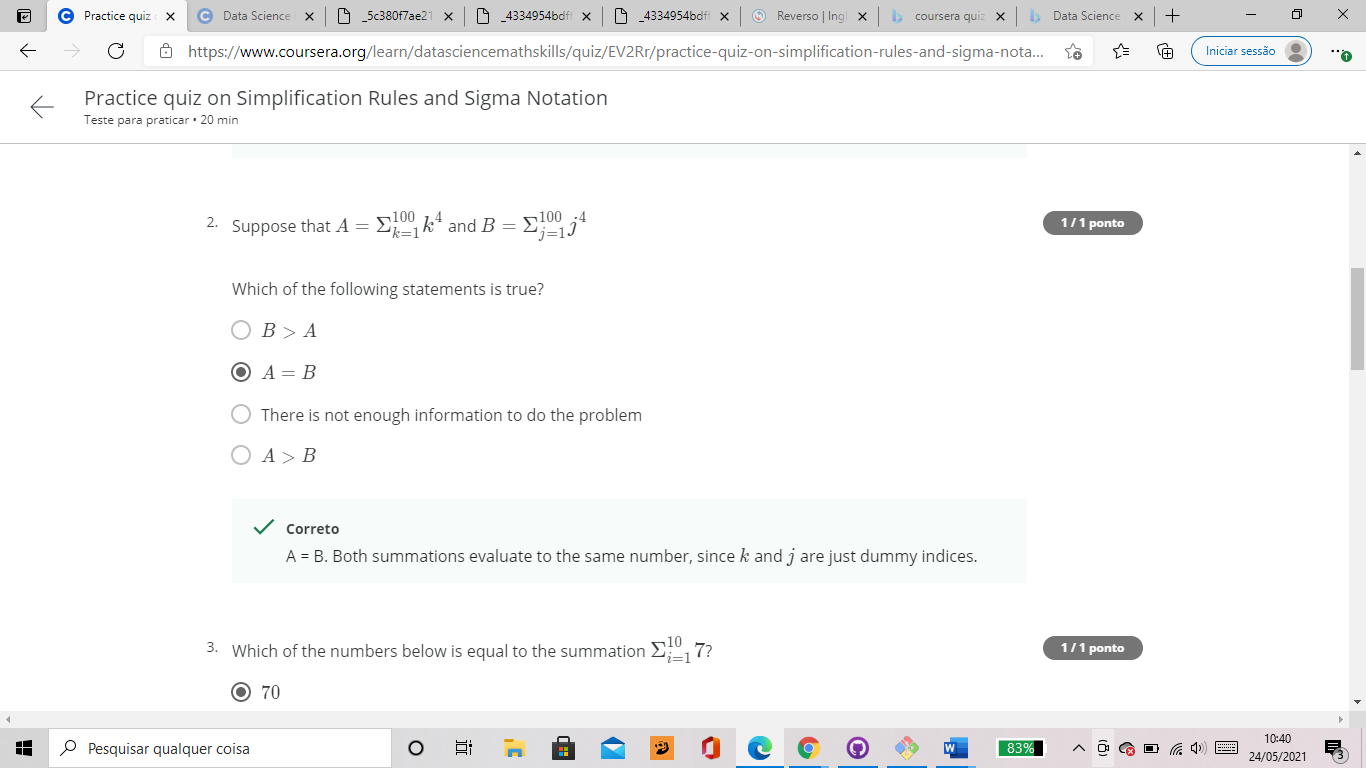 Practice quiz
Data Science
_5c380f7ae21
_4334954bdf
_4334954bdf
Reverso | Ingl
coursera quiz
Data Science
https://www.coursera.org/learn/datasciencemathskills/quiz/EV2Rr/practice-quiz-on-simplification-rules-and-sigma-nota...
Iniciar sessão
Practice quiz on Simplification Rules and Sigma Notation
Teste para praticar • 20 min
2. Suppose that A = Σ_{k=1}^{100} k^4 and B = Σ_{j=1}^{100} j^4
1 / 1 ponto
Which of the following statements is true?
B > A
A = B
There is not enough information to do the problem
A > B
Correto
A = B. Both summations evaluate to the same number, since k and j are just dummy indices.
3. Which of the numbers below is equal to the summation Σ_{i=1}^{10} 7?
1 / 1 ponto
70
Pesquisar qualquer coisa
83%
10:40
24/05/2021
3